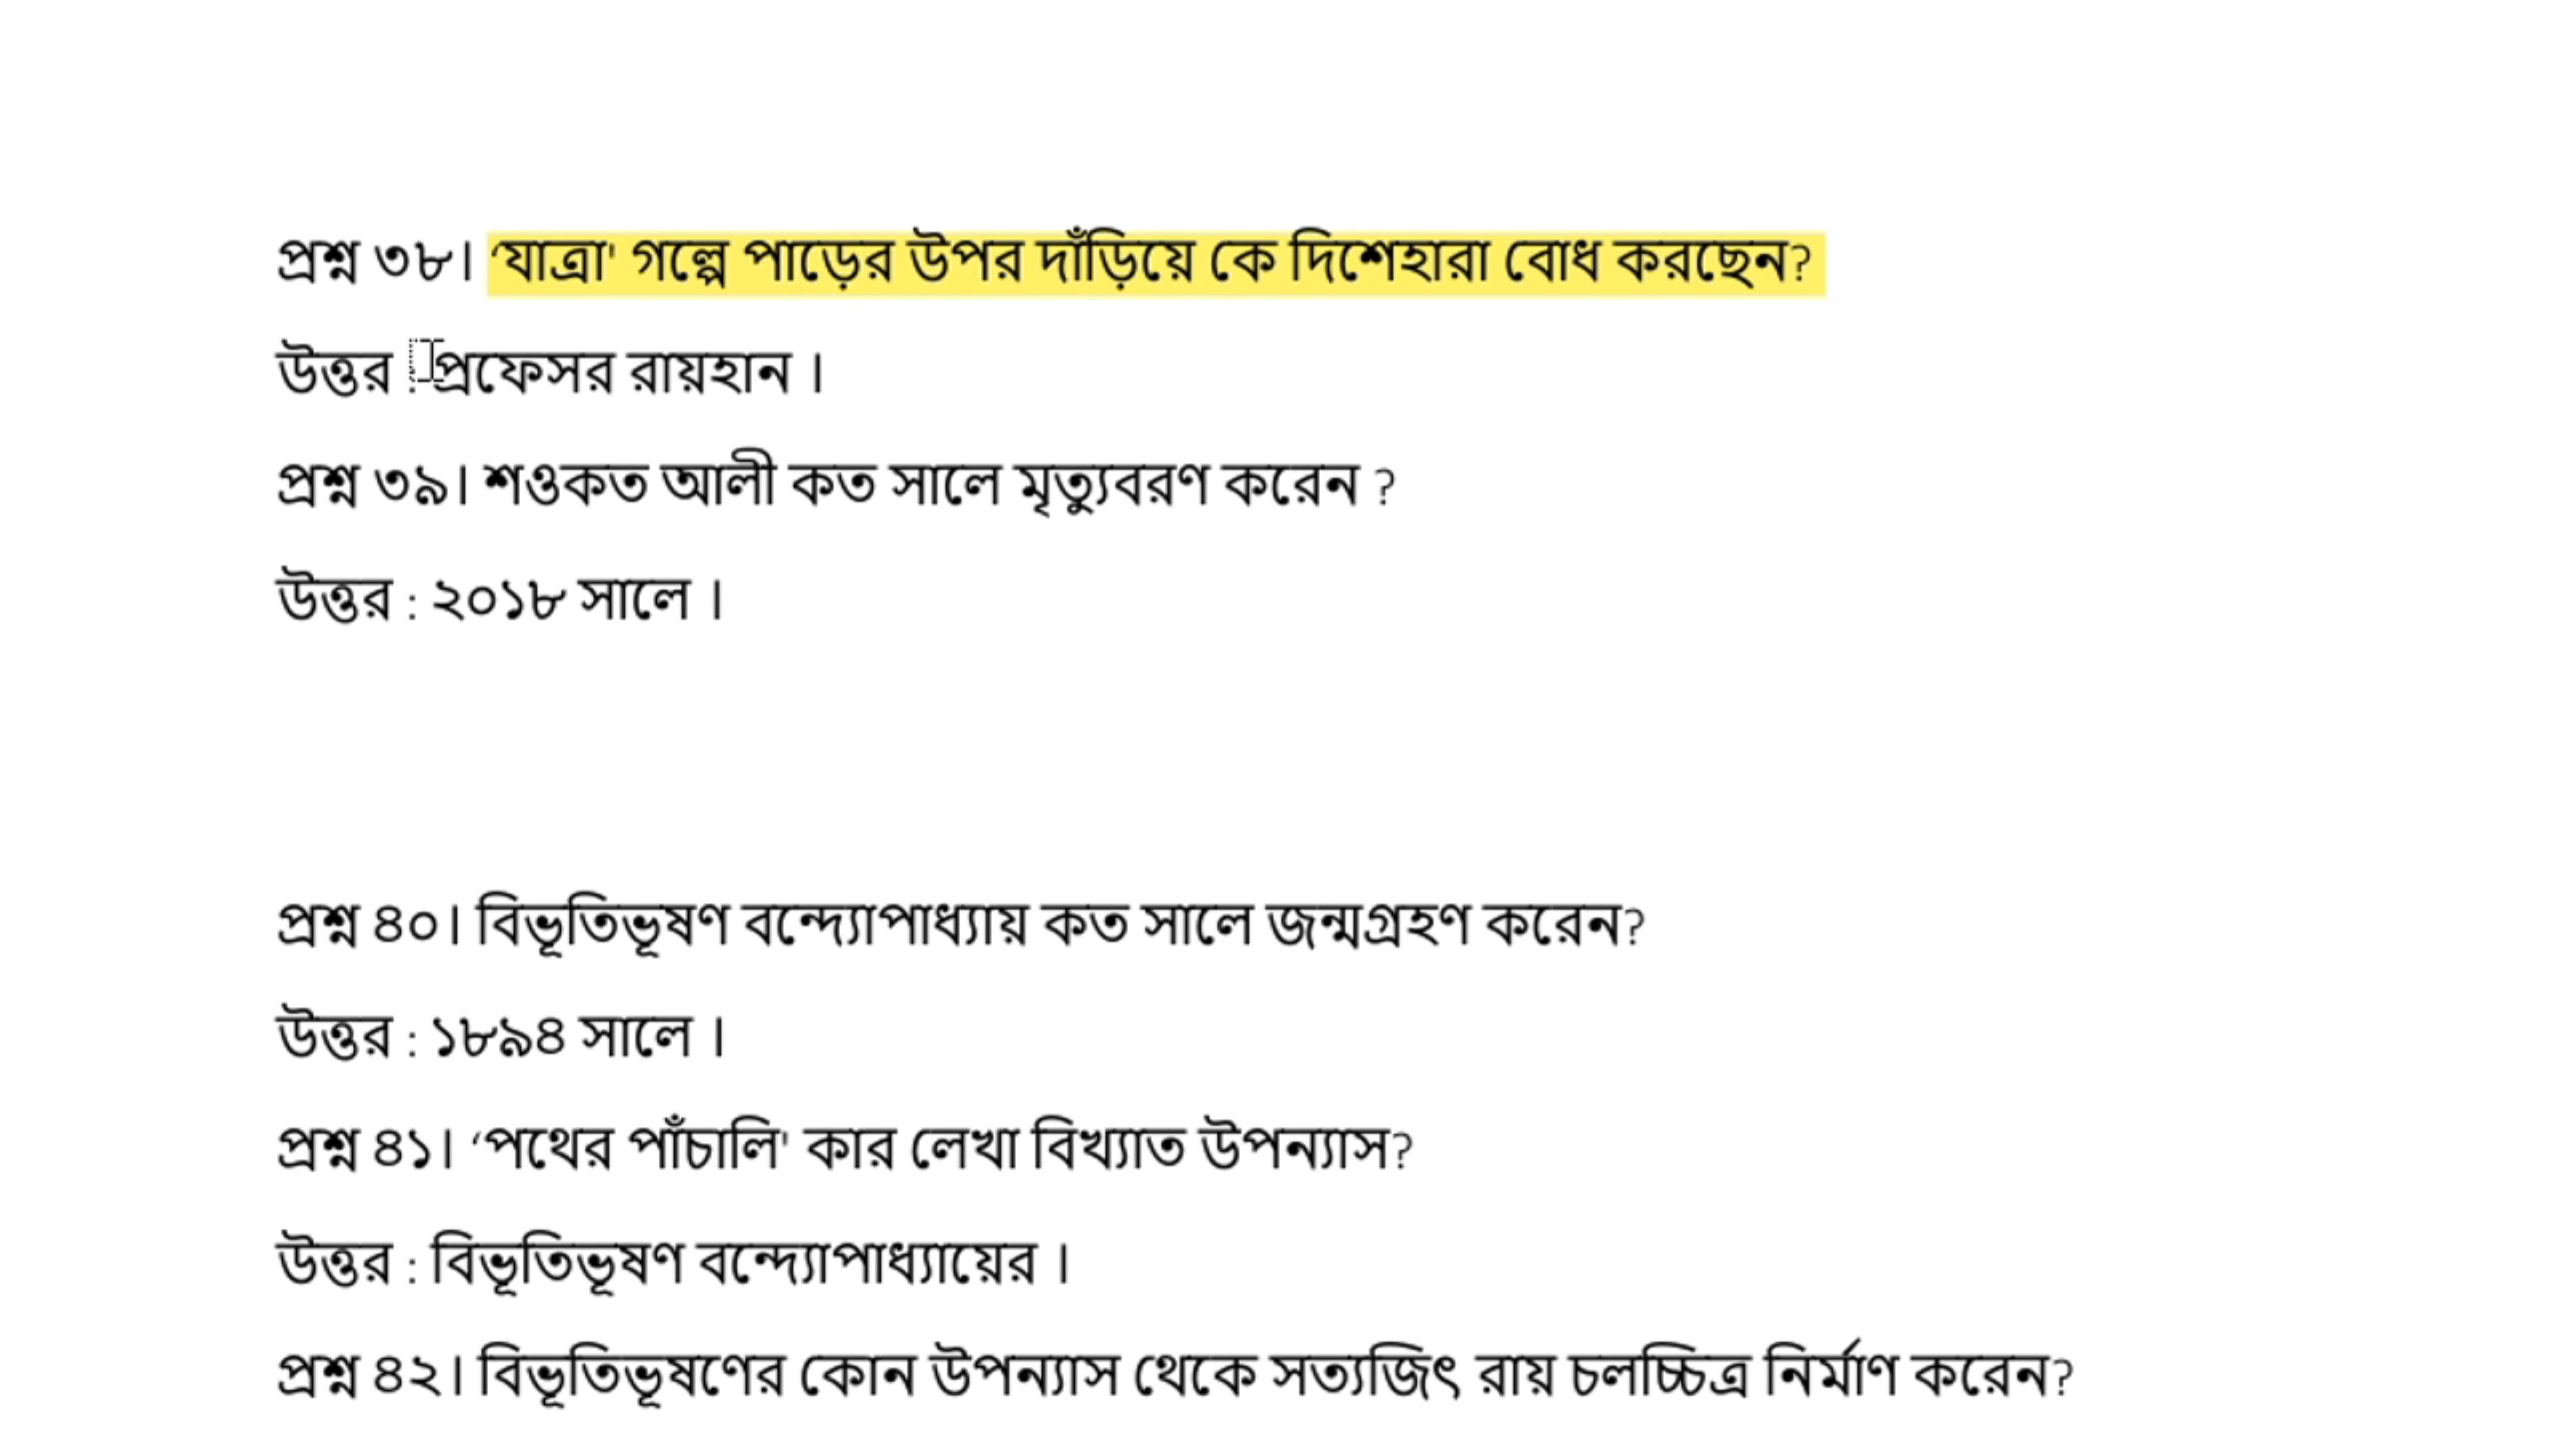 প্রশ্ন ৩৮। ‘যাত্রা' গল্পে পাড়ের উপর দাঁড়িয়ে কে দিশেহারা বোধ করছেন?
উত্তর : প্রফেসর রায়হান ।
প্রশ্ন ৩৯। শওকত আলী কত সালে মৃত্যুবরণ করেন ?
উত্তর : ২০১৮ সালে ।
প্রশ্ন ৪০। বিভূতিভূষণ বন্দ্যোপাধ্যায় কত সালে জন্মগ্রহণ করেন?
উত্তর : ১৮৯৪ সালে ।
প্রশ্ন ৪১। ‘পথের পাঁচালি' কার লেখা বিখ্যাত উপন্যাস?
উত্তর : বিভূতিভূষণ বন্দ্যোপাধ্যায়ের ।
প্রশ্ন ৪২। বিভূতিভূষণের কোন উপন্যাস থেকে সত্যজিৎ রায় চলচ্চিত্র নির্মাণ করেন?